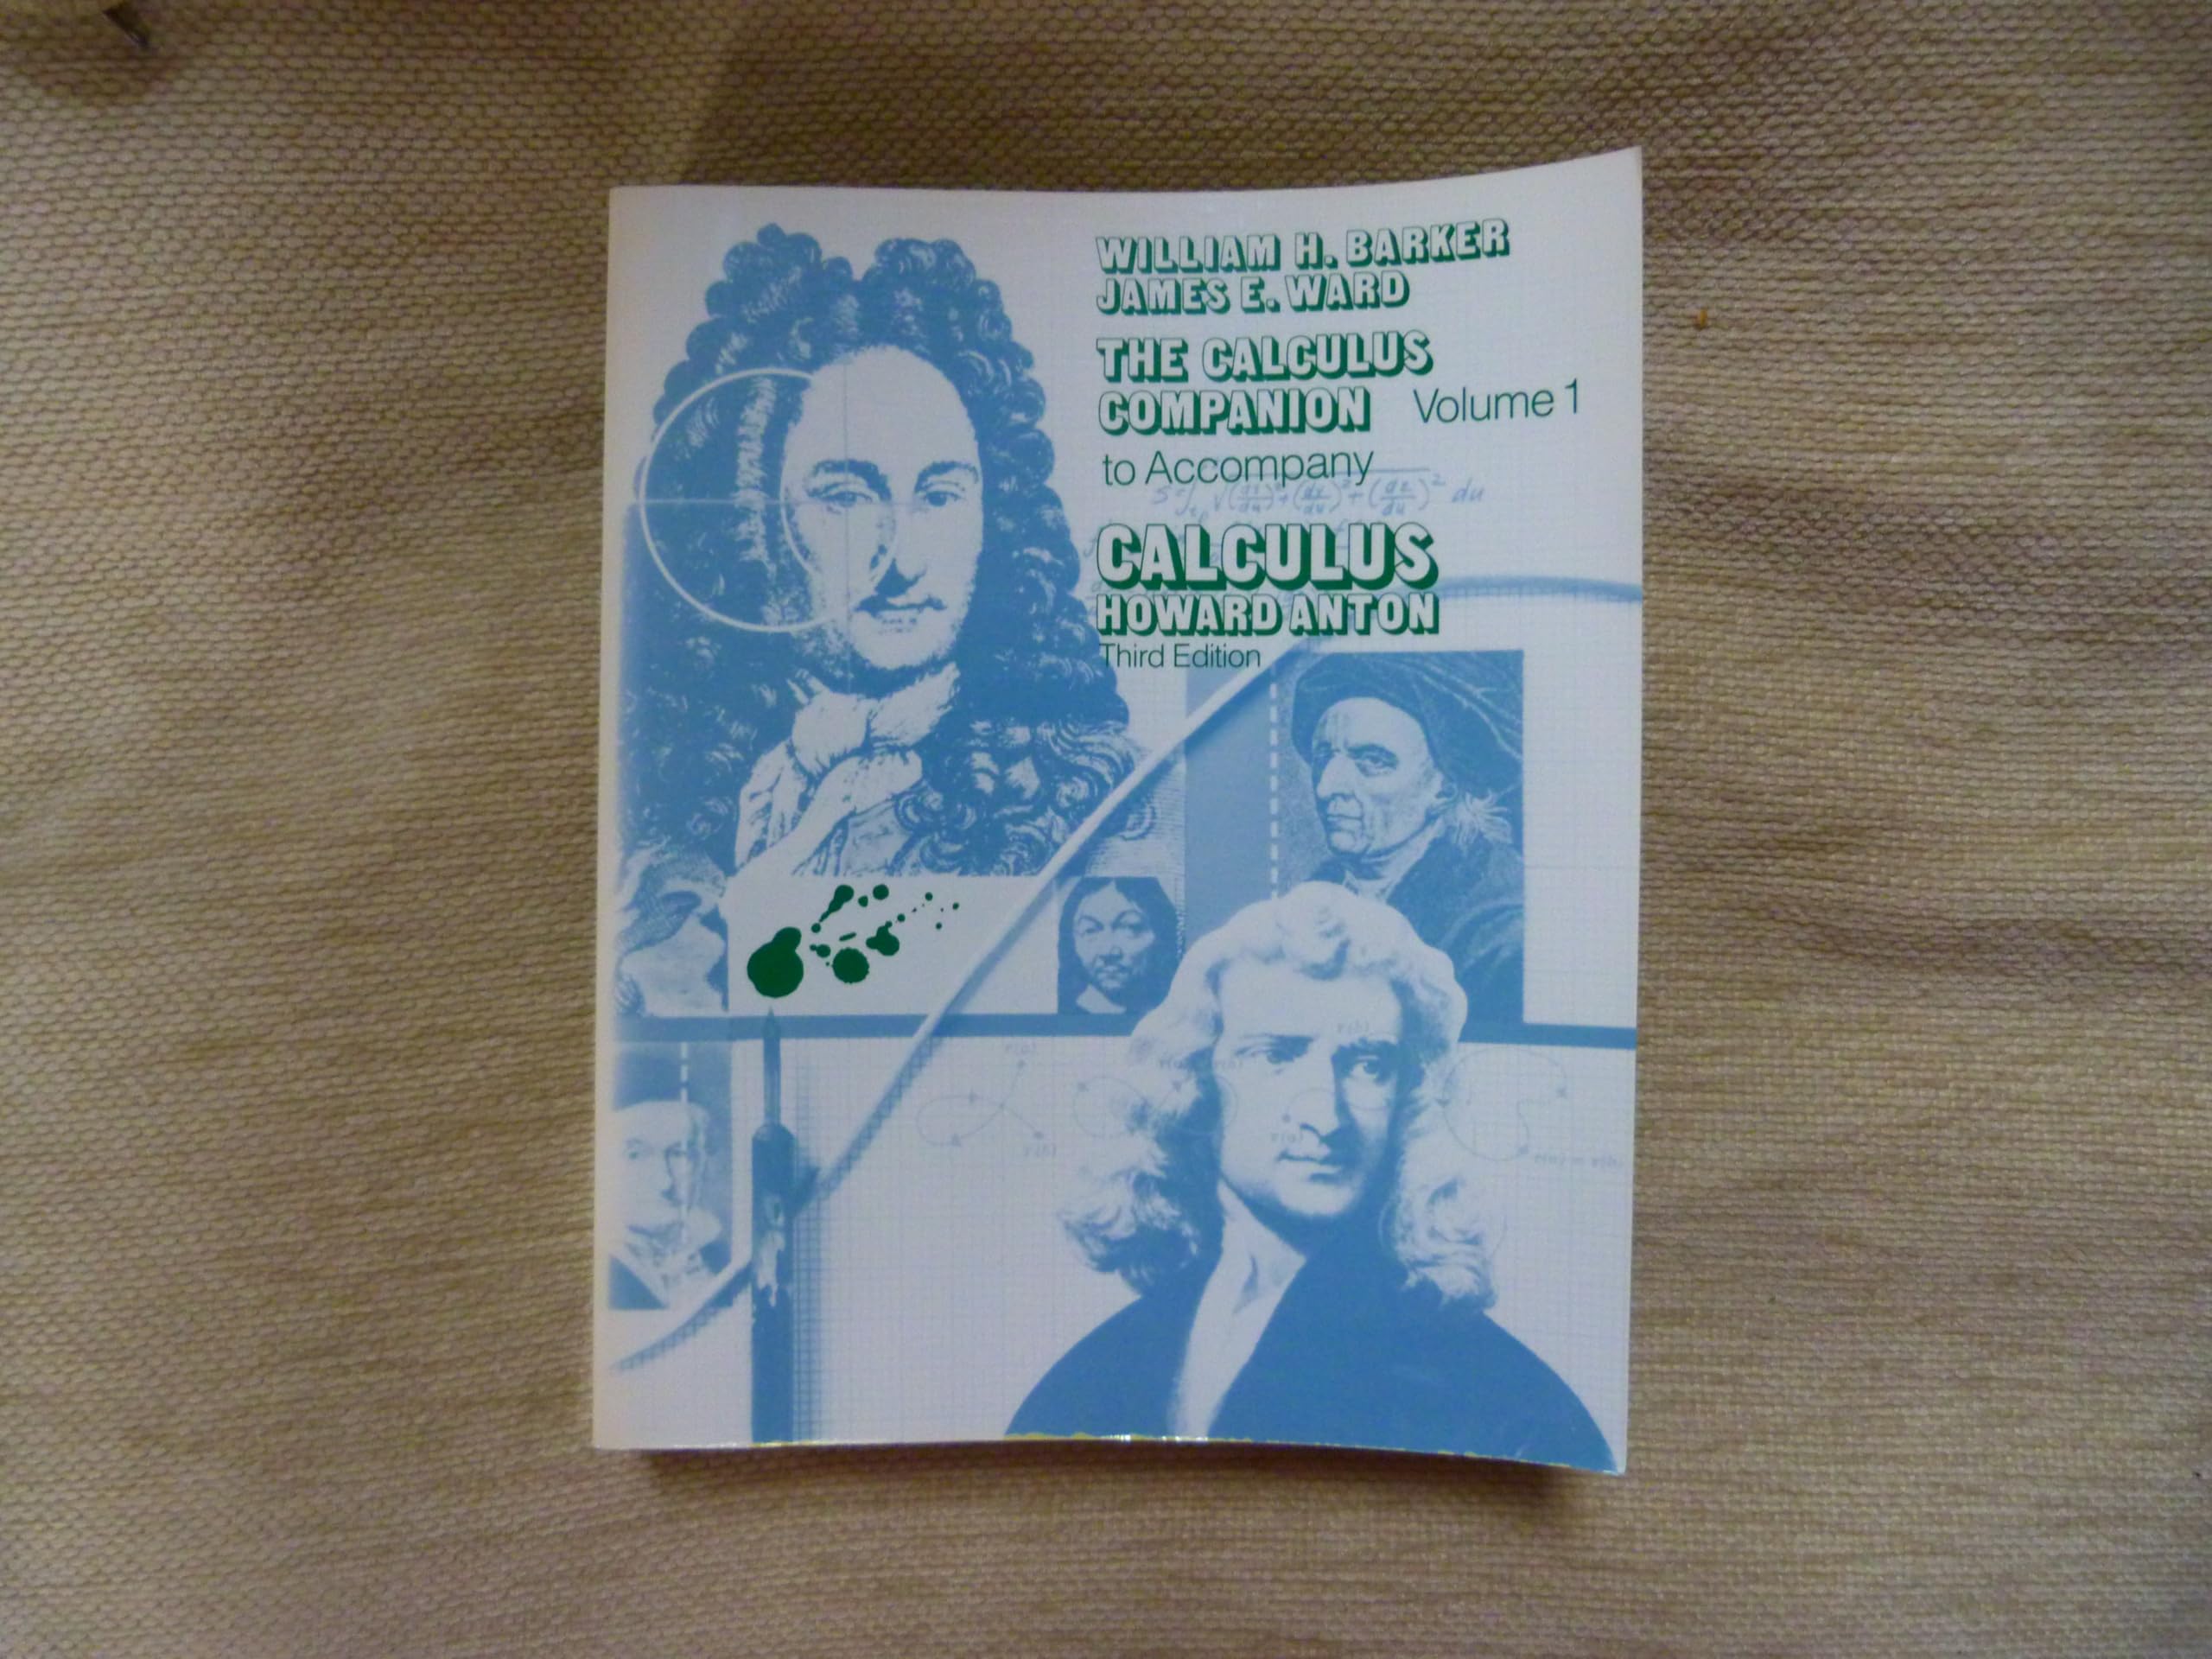 WILLIAM H. BARKER
JAMES E. WARD
THE CALCULUS
COMPANION Volume 1
to Accompany
CALCULUS
HOWARD ANTON
Third Edition